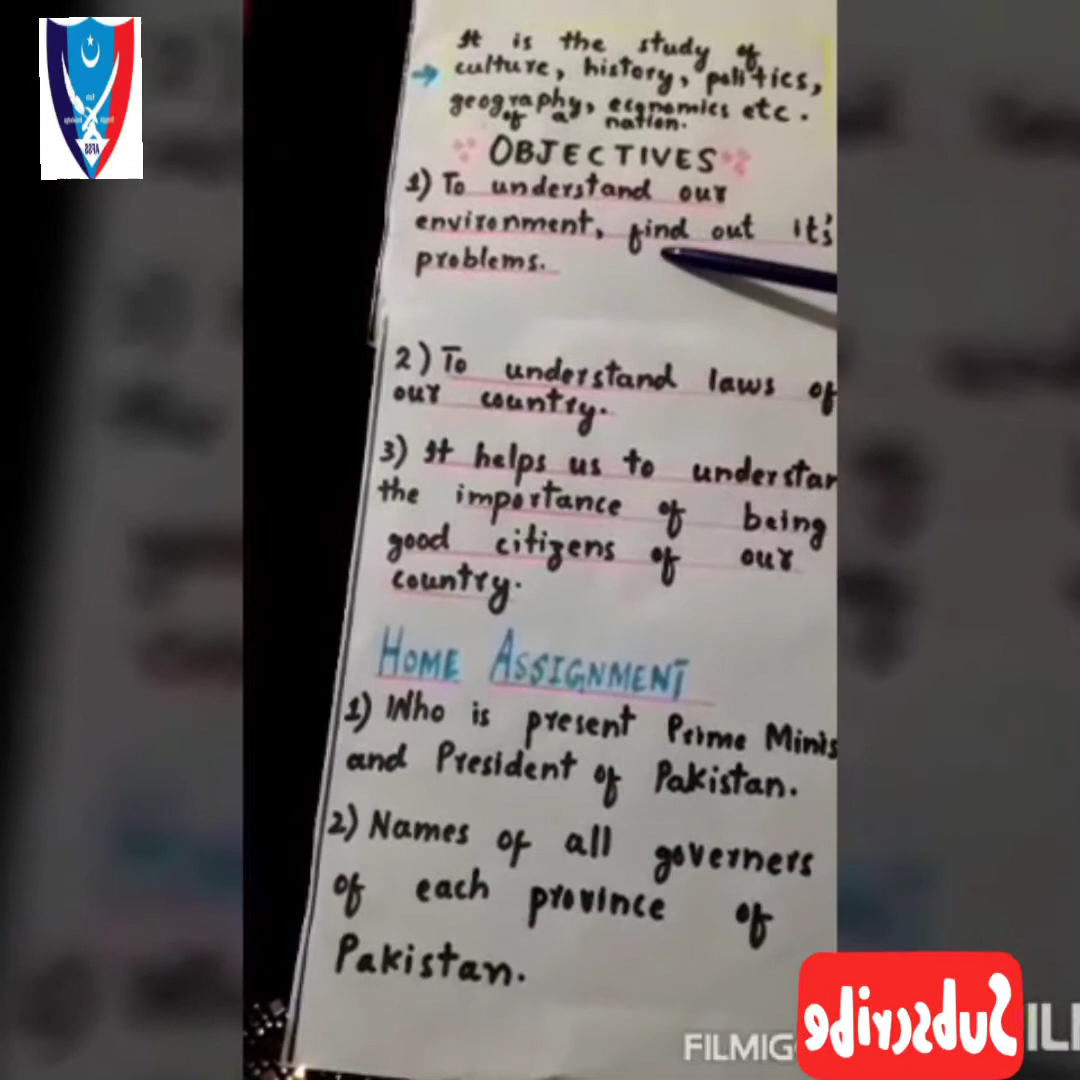 It is the study of
culture, history, politics,
geography, economics etc.
of a nation.
OBJECTIVES
1) To understand our
environment, find out it's
problems.
2) To understand laws of
our country.
3) It helps us to understan
the importance of being
good citizens of our
country.
HOME ASSIGNMENT
1) Who is present Prime Minis
and President of Pakistan.
2) Names of all governers
of each province of
Pakistan.
Subscribe
FILMIG
IL